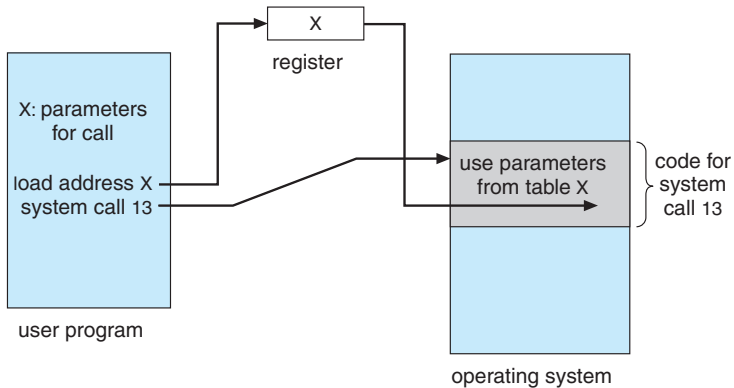 X
register
X: parameters
for call
load address X
system call 13
user program
use parameters
from table X
code for
system
call 13
operating system